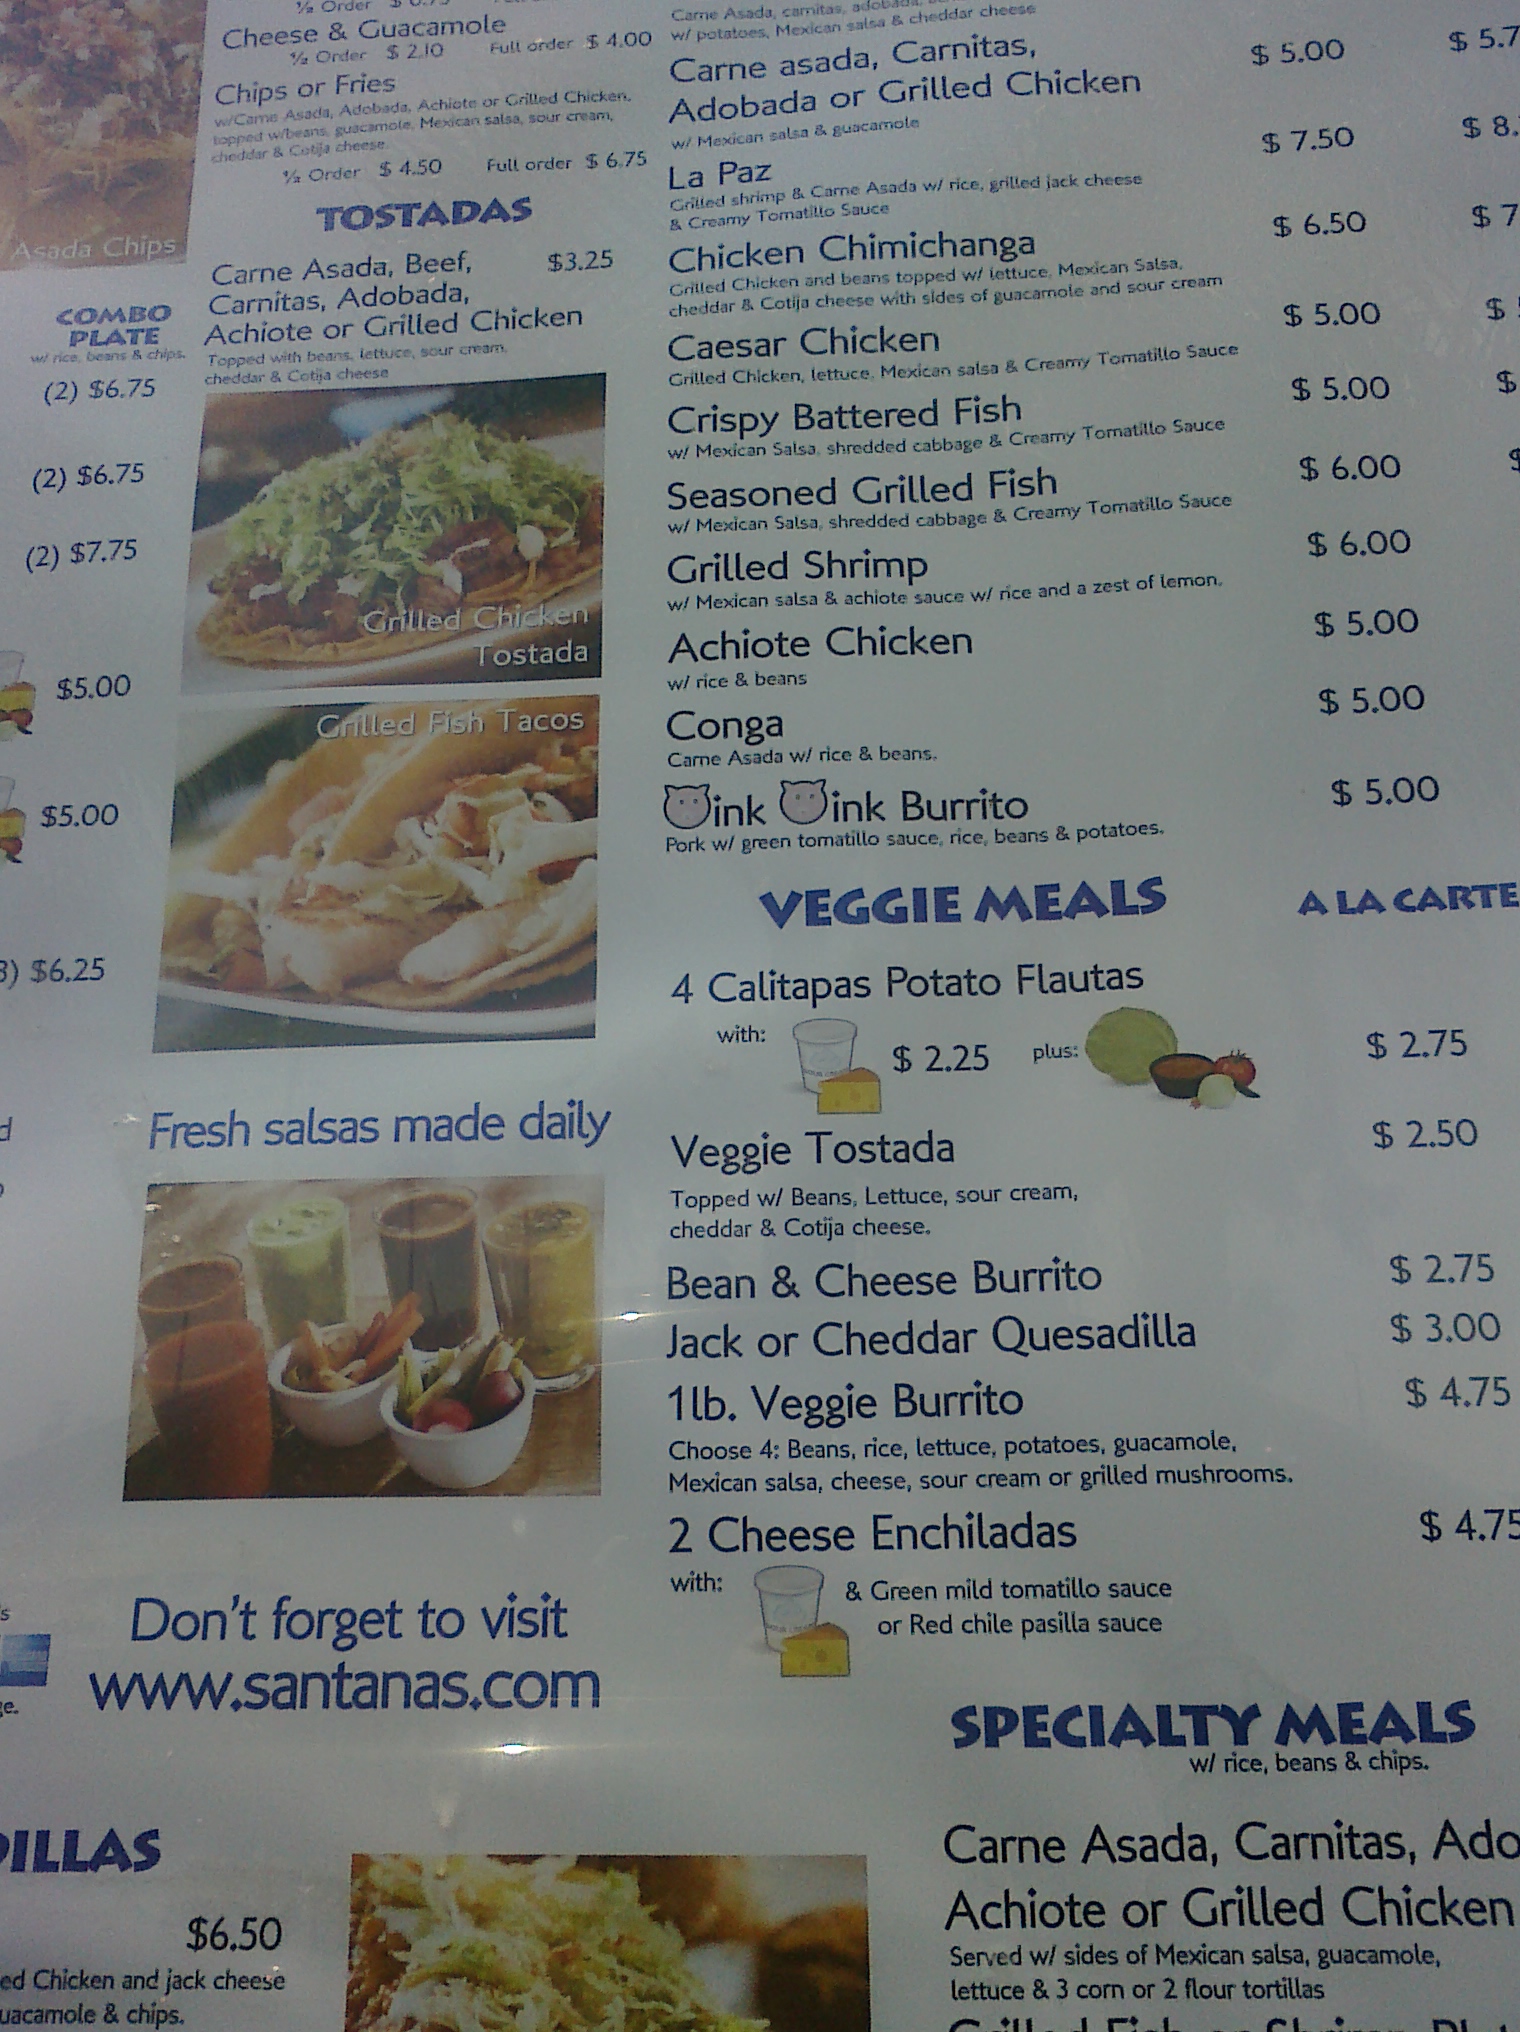 ½ Order
Cheese & Guacamole
½ Order $ 2.10 Full order $ 4.00
Chips or Fries
w/Carne Asada, Adobada, Achiote or Grilled Chicken,
topped w/beans, guacamole, Mexican salsa, sour cream,
cheddar & Cotija cheese.
½ Order $ 4.50 Full order $ 6.75
Asada Chips
TOSTADAS
Carne Asada, Beef, $3.25
Carnitas, Adobada,
Achiote or Grilled Chicken
Topped with beans, lettuce, sour cream,
cheddar & Cotija cheese
COMBO
PLATE
w/ rice, beans & chips.
(2) $6.75
(2) $6.75
(2) $7.75
$5.00
$5.00
3) $6.25
Grilled Chicken
Tostada
Grilled Fish Tacos
Fresh salsas made daily
Don't forget to visit
www.santanas.com
ge.
DILLAS
$6.50
ed Chicken and jack cheese
uacamole & chips.
Carne Asada, carnitas, adobada,
w/ potatoes, Mexican salsa & cheddar cheese
Carne asada, Carnitas, $ 5.00 $ 5.7
Adobada or Grilled Chicken
w/ Mexican salsa & guacamole
La Paz $ 7.50 $ 8.
Grilled shrimp & Carne Asada w/ rice, grilled jack cheese
& Creamy Tomatillo Sauce
Chicken Chimichanga $ 6.50 $ 7
Grilled Chicken and beans topped w/ lettuce, Mexican Salsa,
cheddar & Cotija cheese with sides of guacamole and sour cream
Caesar Chicken $ 5.00 $
Grilled Chicken, lettuce, Mexican salsa & Creamy Tomatillo Sauce
Crispy Battered Fish $ 5.00 $
w/ Mexican Salsa, shredded cabbage & Creamy Tomatillo Sauce
Seasoned Grilled Fish $ 6.00 $
w/ Mexican Salsa, shredded cabbage & Creamy Tomatillo Sauce
Grilled Shrimp $ 6.00
w/ Mexican salsa & achiote sauce w/ rice and a zest of lemon.
Achiote Chicken $ 5.00
w/ rice & beans
Conga $ 5.00
Carne Asada w/ rice & beans.
Oink Oink Burrito $ 5.00
Pork w/ green tomatillo sauce, rice, beans & potatoes.
VEGGIE MEALS A LA CARTE
4 Calitapas Potato Flautas
with: $ 2.25 plus: $ 2.75
Veggie Tostada $ 2.50
Topped w/ Beans, Lettuce, sour cream,
cheddar & Cotija cheese.
Bean & Cheese Burrito $ 2.75
Jack or Cheddar Quesadilla $ 3.00
1lb. Veggie Burrito $ 4.75
Choose 4: Beans, rice, lettuce, potatoes, guacamole,
Mexican salsa, cheese, sour cream or grilled mushrooms.
2 Cheese Enchiladas $ 4.75
with: & Green mild tomatillo sauce
or Red chile pasilla sauce
SPECIALTY MEALS
w/ rice, beans & chips.
Carne Asada, Carnitas, Ado
Achiote or Grilled Chicken
Served w/ sides of Mexican salsa, guacamole,
lettuce & 3 corn or 2 flour tortillas